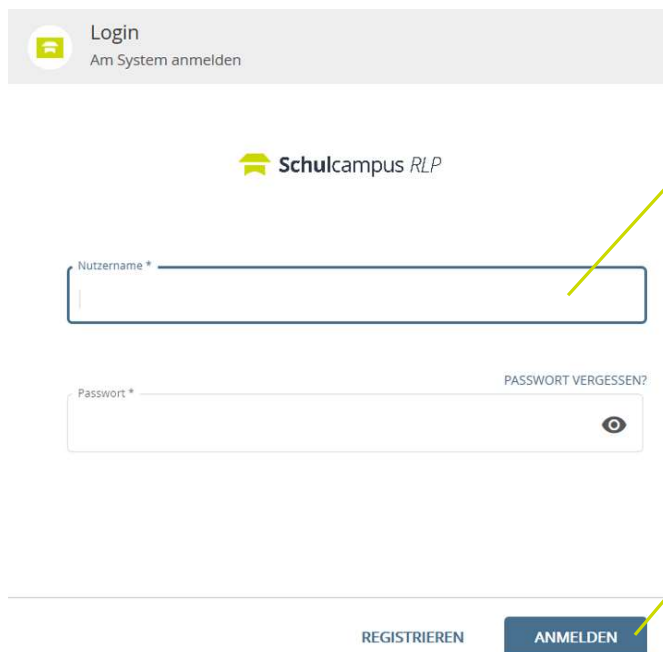 Login
Am System anmelden
Schulcampus RLP
Nutzername *
PASSWORT VERGESSEN?
Passwort *
REGISTRIEREN
ANMELDEN